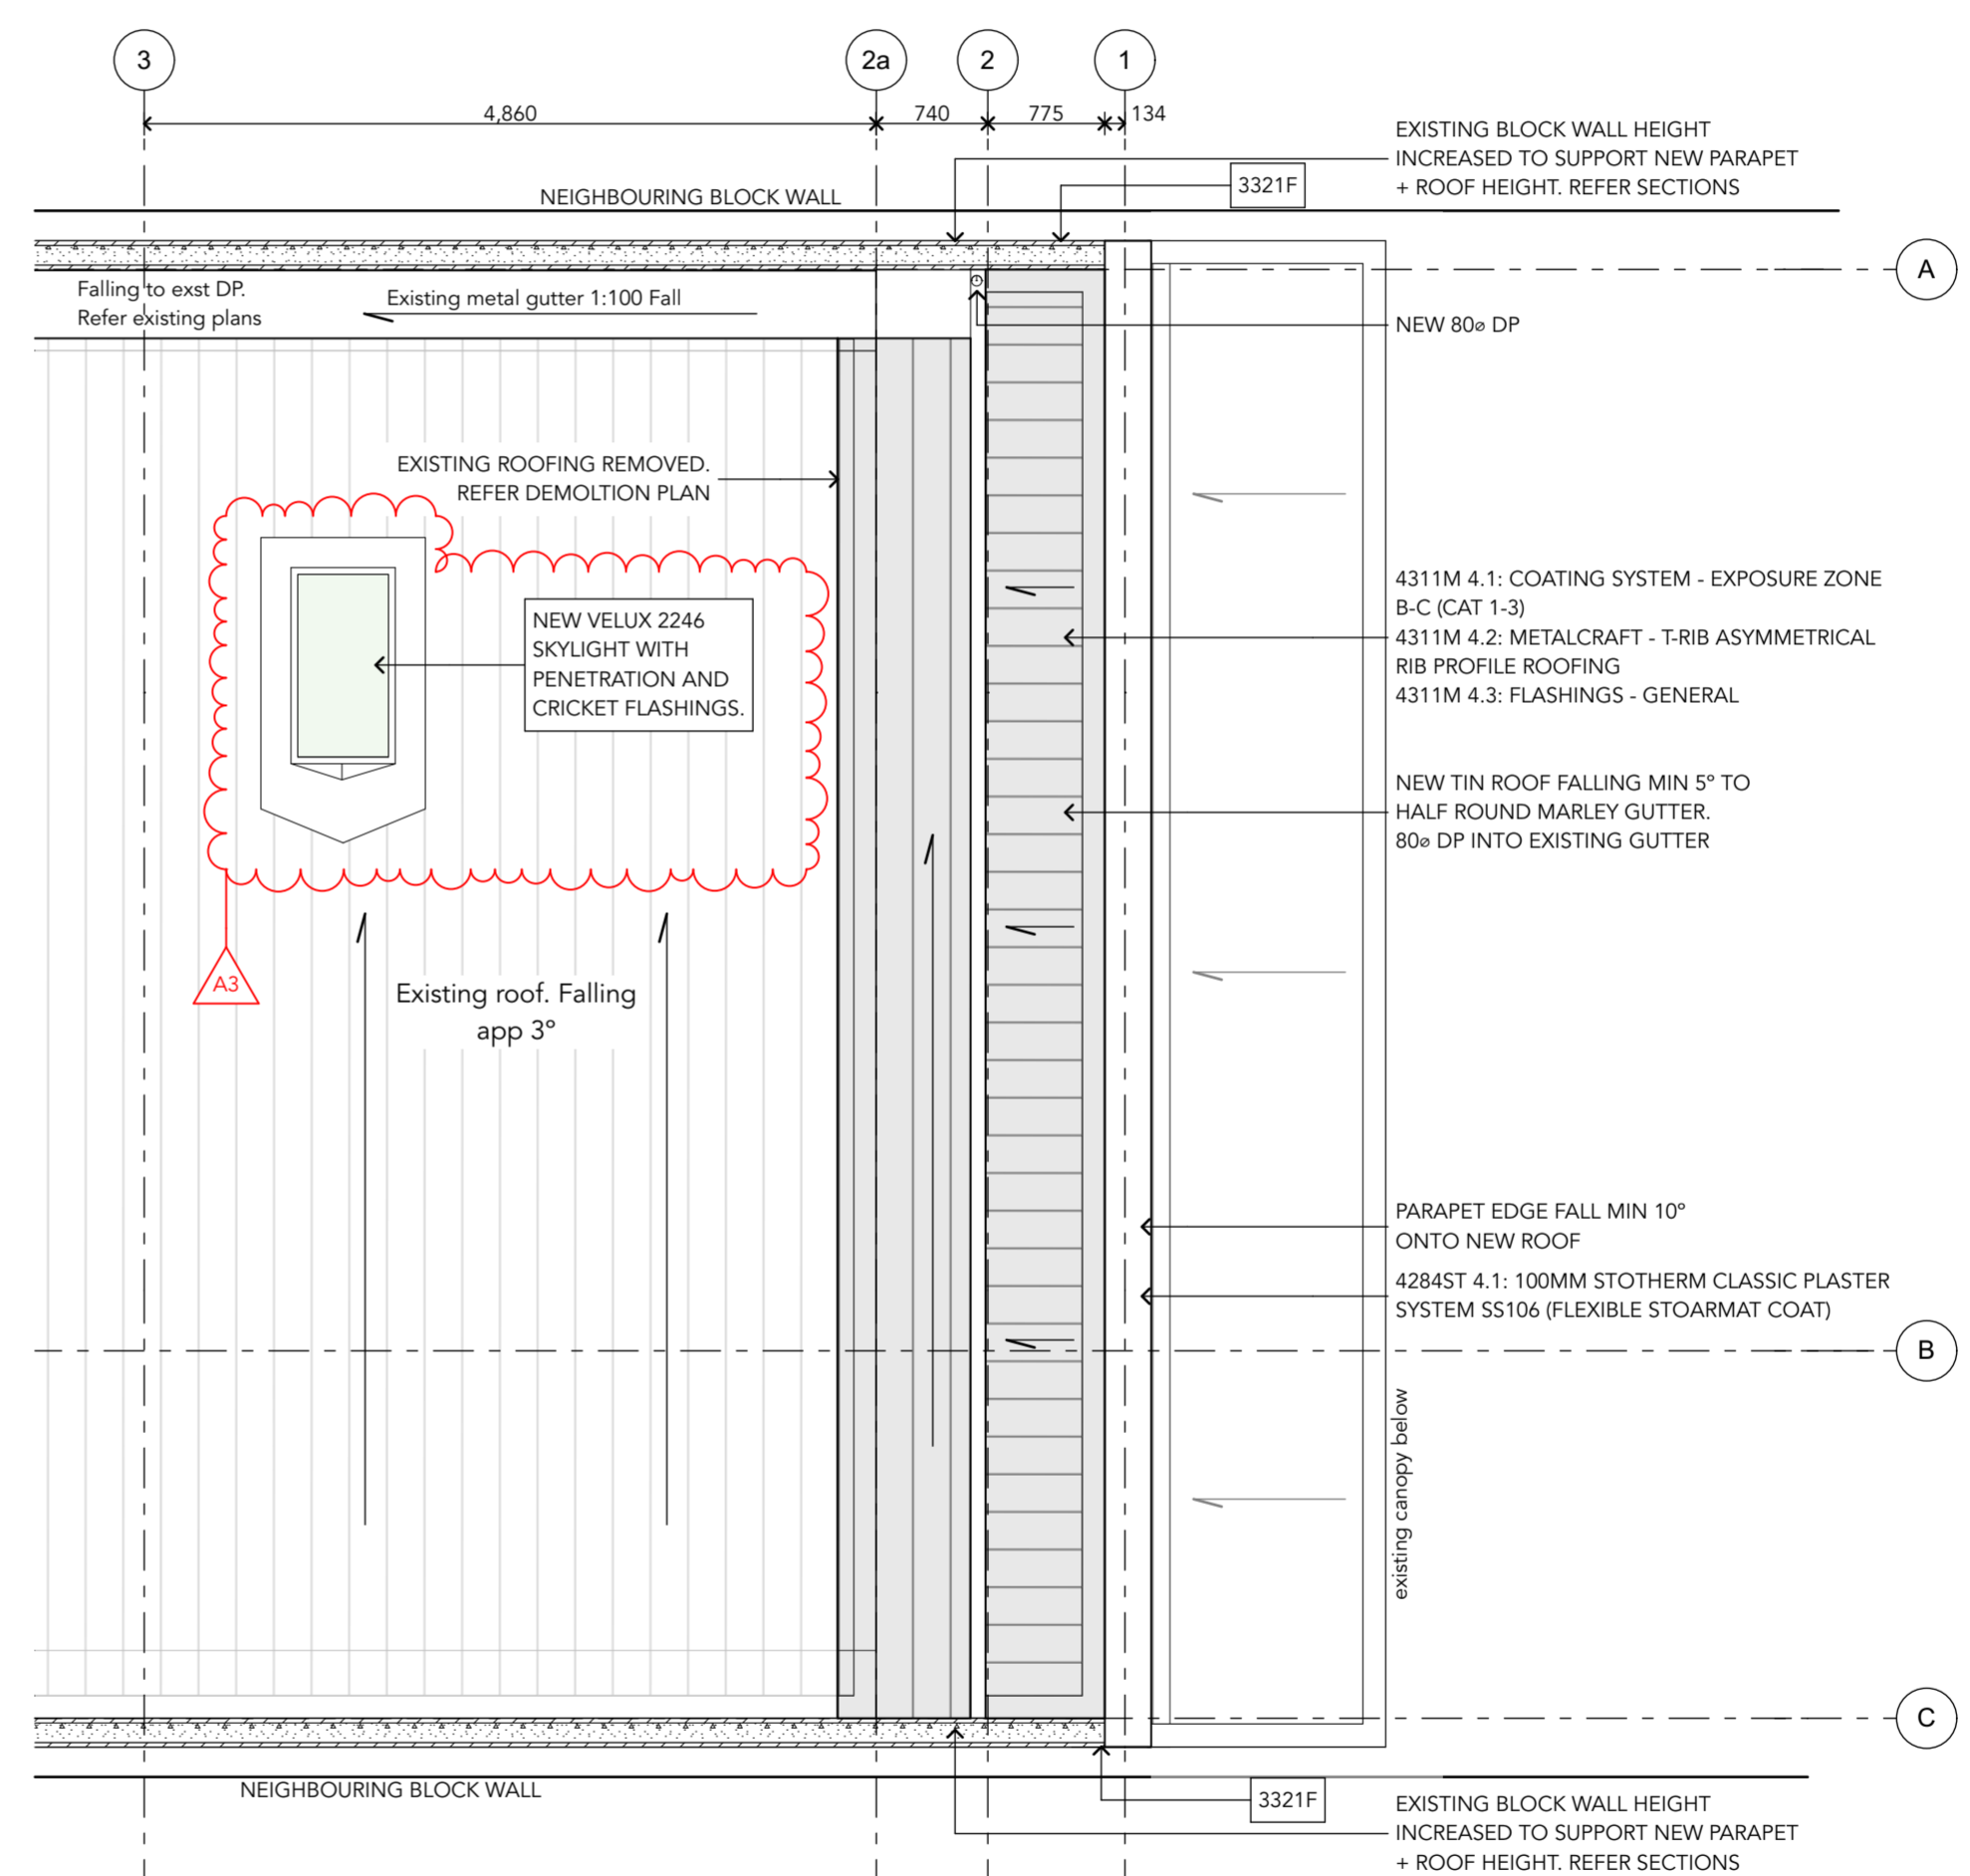 3
2a
2
1
4,860
740
775
134
EXISTING BLOCK WALL HEIGHT
INCREASED TO SUPPORT NEW PARAPET
+ ROOF HEIGHT. REFER SECTIONS
3321F
NEIGHBOURING BLOCK WALL
A
Falling to exst DP.
Refer existing plans
Existing metal gutter 1:100 Fall
NEW 80⌀ DP
EXISTING ROOFING REMOVED.
REFER DEMOLTION PLAN
NEW VELUX 2246
SKYLIGHT WITH
PENETRATION AND
CRICKET FLASHINGS.
4311M 4.1: COATING SYSTEM - EXPOSURE ZONE
B-C (CAT 1-3)
4311M 4.2: METALCRAFT - T-RIB ASYMMETRICAL
RIB PROFILE ROOFING
4311M 4.3: FLASHINGS - GENERAL
NEW TIN ROOF FALLING MIN 5º TO
HALF ROUND MARLEY GUTTER.
80⌀ DP INTO EXISTING GUTTER
A3
Existing roof. Falling
app 3º
PARAPET EDGE FALL MIN 10º
ONTO NEW ROOF
4284ST 4.1: 100MM STOTHERM CLASSIC PLASTER
SYSTEM SS106 (FLEXIBLE STOARMAT COAT)
B
existing canopy below
C
NEIGHBOURING BLOCK WALL
3321F
EXISTING BLOCK WALL HEIGHT
INCREASED TO SUPPORT NEW PARAPET
+ ROOF HEIGHT. REFER SECTIONS